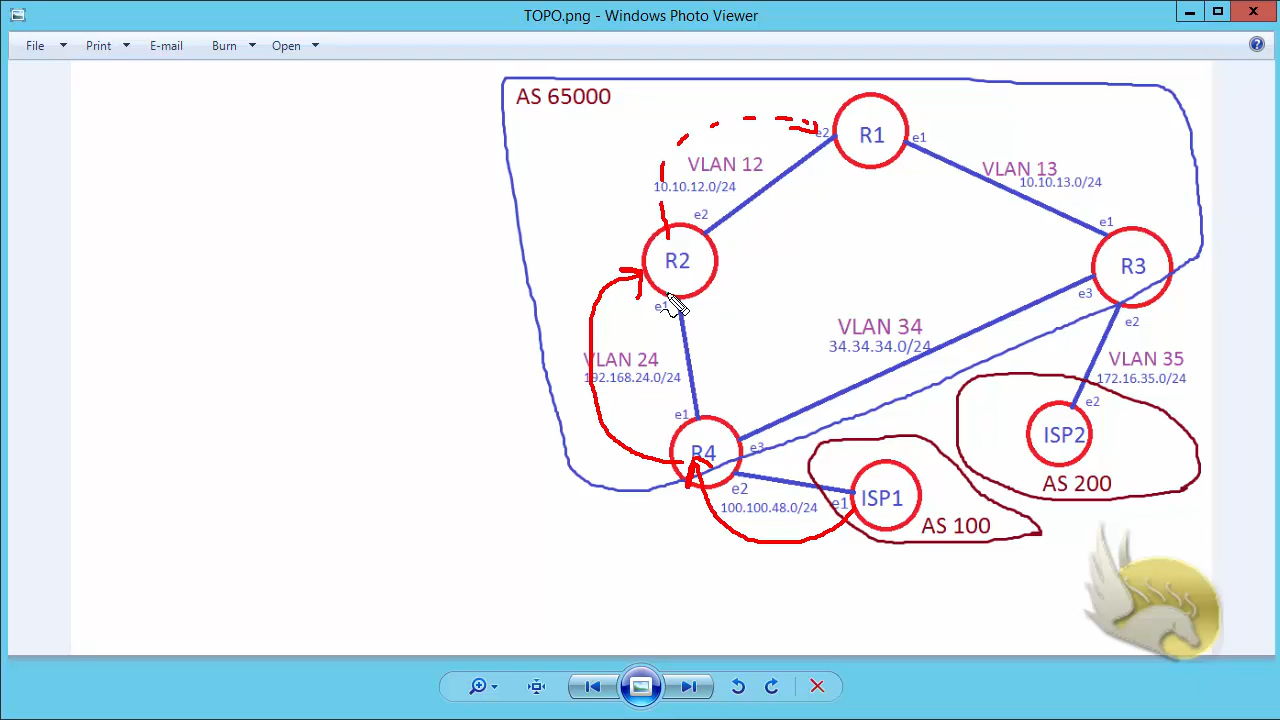 TOPO.png - Windows Photo Viewer
File Print E-mail Burn Open
AS 65000
R1
e2
e1
VLAN 12
10.10.12.0/24
VLAN 13
10.10.13.0/24
e2
e1
R2
R3
e1
e3
e2
VLAN 34
34.34.34.0/24
VLAN 24
192.168.24.0/24
VLAN 35
172.16.35.0/24
e1
e2
R4
e3
ISP2
e2
100.100.48.0/24
e1
ISP1
AS 200
AS 100